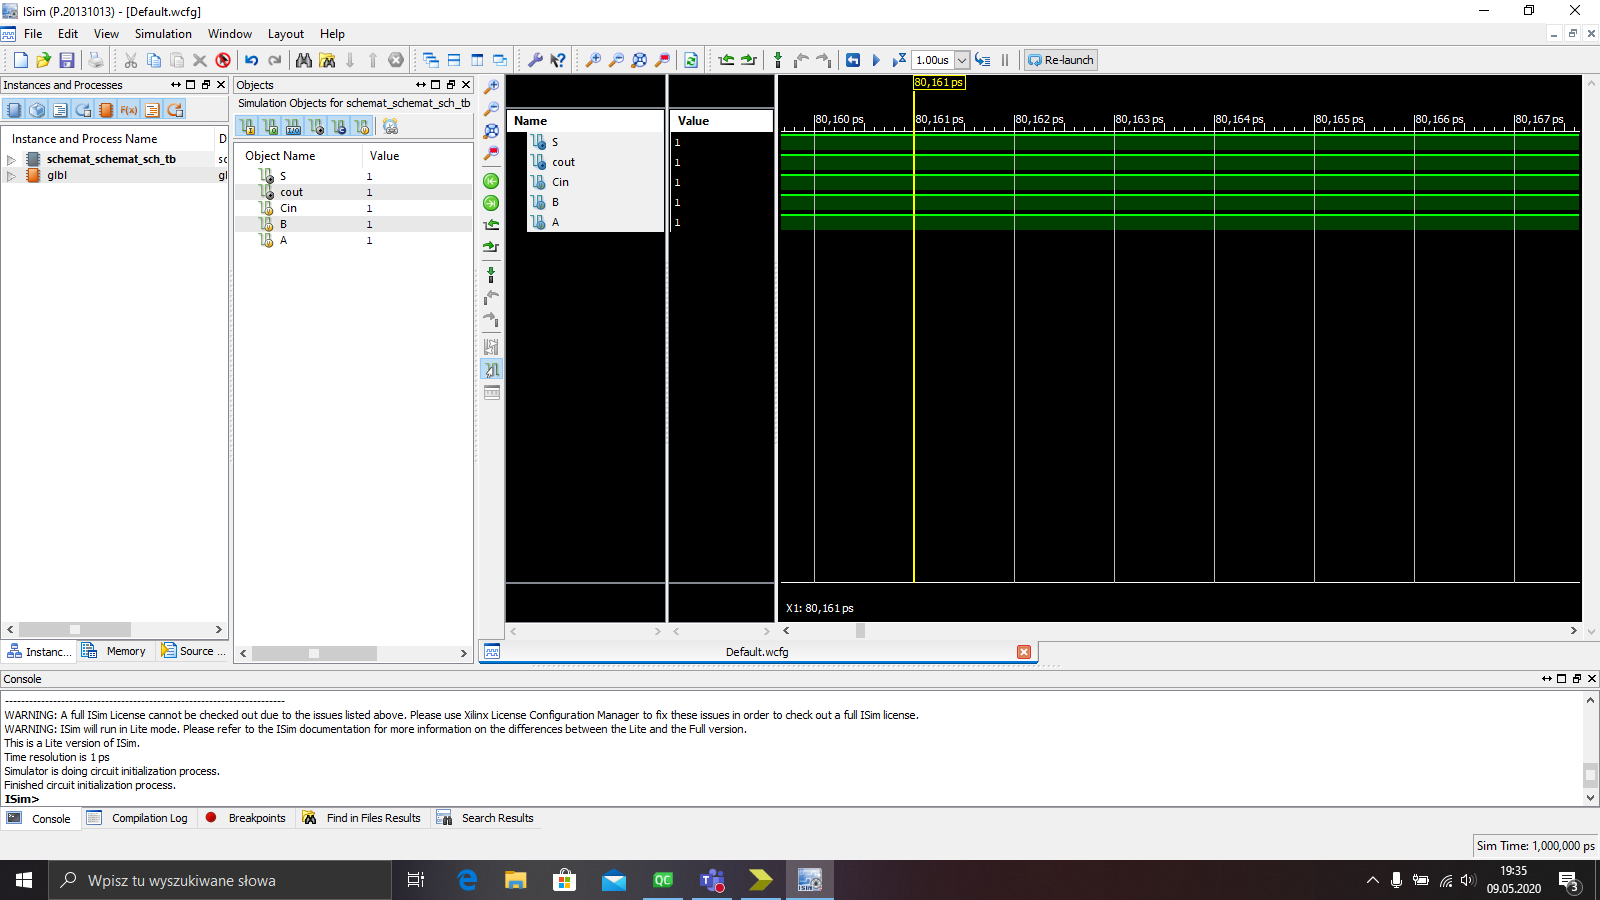 ISim (P.20131013) - [Default.wcfg]
File Edit View Simulation Window Layout Help
1.00us
Re-launch
Instances and Processes
Instance and Process Name D
schemat_schemat_sch_tb sc
glbl gl
Instanc... Memory Source ...
Objects
Simulation Objects for schemat_schemat_sch_tb
Object Name Value
S 1
cout 1
Cin 1
B 1
A 1
Name Value
S 1
cout 1
Cin 1
B 1
A 1
80,161 ps
80,160 ps 80,161 ps 80,162 ps 80,163 ps 80,164 ps 80,165 ps 80,166 ps 80,167 ps
X1: 80,161 ps
Default.wcfg
Console
WARNING: A full ISim License cannot be checked out due to the issues listed above. Please use Xilinx License Configuration Manager to fix these issues in order to check out a full ISim license.
WARNING: ISim will run in Lite mode. Please refer to the ISim documentation for more information on the differences between the Lite and the Full version.
This is a Lite version of ISim.
Time resolution is 1 ps
Simulator is doing circuit initialization process.
Finished circuit initialization process.
ISim>
Console Compilation Log Breakpoints Find in Files Results Search Results
Sim Time: 1,000,000 ps
Wpisz tu wyszukiwane słowo
QC
19:35
09.05.2020
3